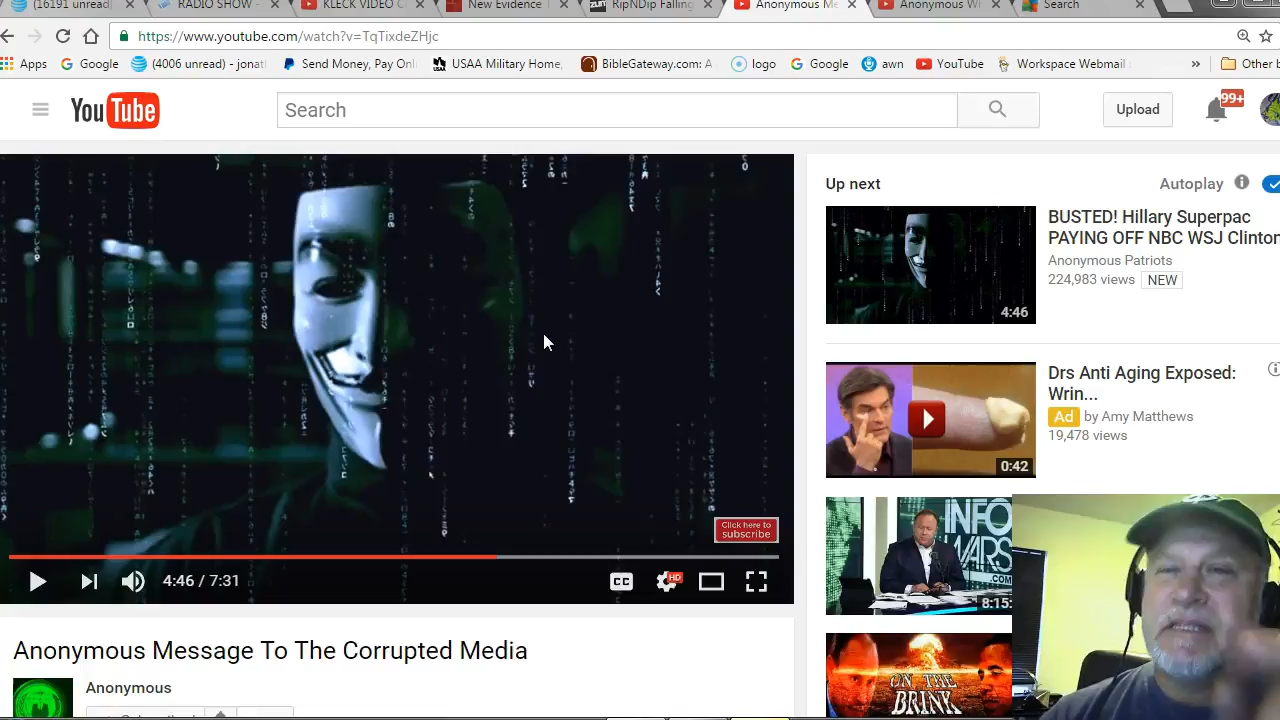 (16191 unread)
RADIO SHOW -
KLECK VIDEO C
New Evidence
RipNDip Falling
Anonymous Me
Anonymous W
Search
https://www.youtube.com/watch?v=TqTixdeZHjc
Apps
Google
(4006 unread) - jonat
Send Money, Pay Onli
USAA Military Home,
BibleGateway.com: A
logo
Google
awn
YouTube
Workspace Webmail
»
Other b
YouTube
Search
Upload
99+
Up next
Autoplay
BUSTED! Hillary Superpac
PAYING OFF NBC WSJ Clinton
Anonymous Patriots
224,983 views NEW
4:46
Drs Anti Aging Exposed:
Wrin...
Ad by Amy Matthews
19,478 views
0:42
INFO
WARS
.COM
8:15:
ON THE
BRINK
Click here to
subscribe
4:46 / 7:31
CC
HD
Anonymous Message To The Corrupted Media
Anonymous